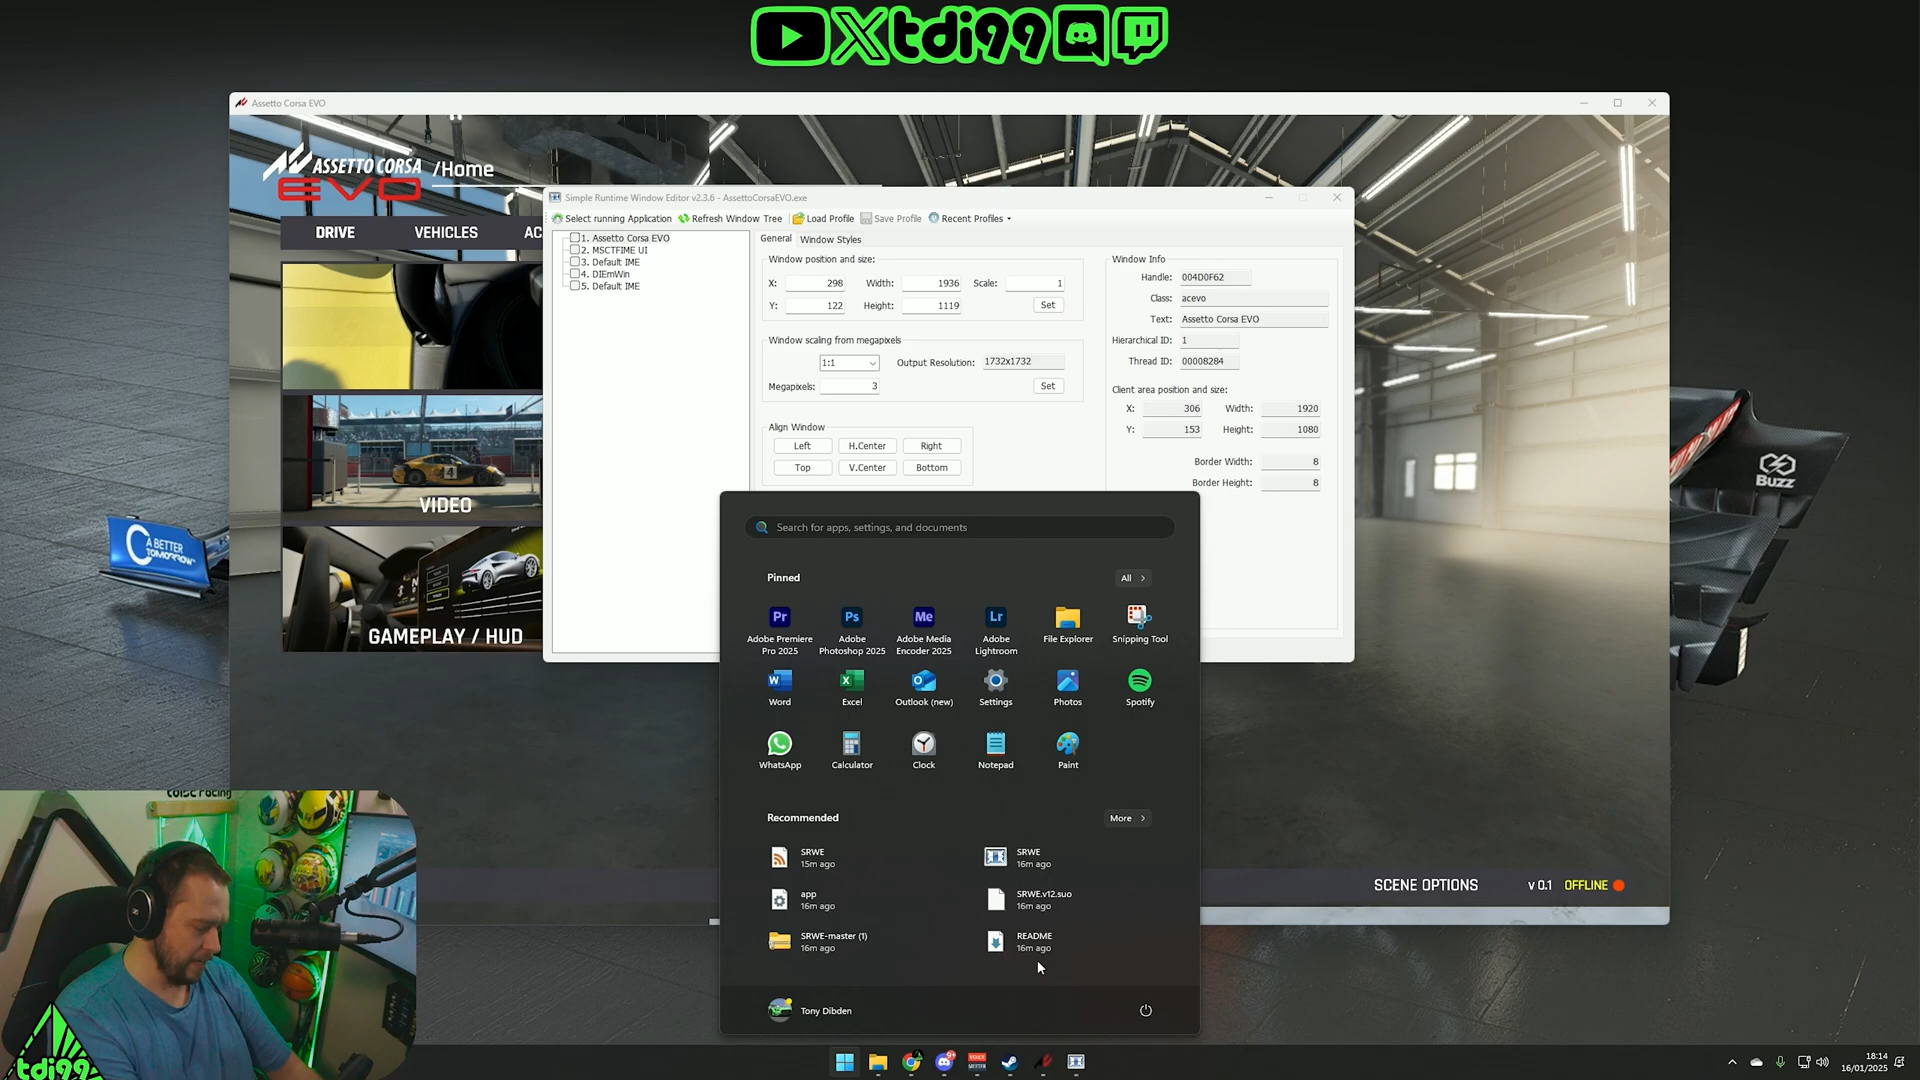 tdi99
Assetto Corsa EVO
ASSETTO CORSA
EVO
/Home
DRIVE
VEHICLES
AC
VIDEO
GAMEPLAY / HUD
A BETTER
TOMORROW
BUZZ
4
SCENE OPTIONS
v 0.1
OFFLINE
Simple Runtime Window Editor v2.3.6 - AssettoCorsaEVO.exe
Select running Application
Refresh Window Tree
Load Profile
Save Profile
Recent Profiles
1. Assetto Corsa EVO
2. MSCTFIME UI
3. Default IME
4. DIEmWin
5. Default IME
General
Window Styles
Window position and size:
X: 298 Width: 1936 Scale: 1
Y: 122 Height: 1119 Set
Window scaling from megapixels
1:1 Output Resolution: 1732x1732
Megapixels: 3 Set
Align Window
Left H.Center Right
Top V.Center Bottom
Window Info
Handle: 004D0F62
Class: acevo
Text: Assetto Corsa EVO
Hierarchical ID: 1
Thread ID: 00008284
Client area position and size:
X: 306 Width: 1920
Y: 153 Height: 1080
Border Width: 8
Border Height: 8
Search for apps, settings, and documents
Pinned
All
Pr
Ps
Me
Lr
Adobe Premiere
Pro 2025
Adobe
Photoshop 2025
Adobe Media
Encoder 2025
Adobe
Lightroom
File Explorer
Snipping Tool
Word
Excel
Outlook (new)
Settings
Photos
Spotify
WhatsApp
Calculator
Clock
Notepad
Paint
Recommended
More
SRWE
15m ago
SRWE
16m ago
app
16m ago
SRWE.v12.suo
16m ago
SRWE-master (1)
16m ago
README
16m ago
Tony Dibden
tdi99
18:14
16/01/2025